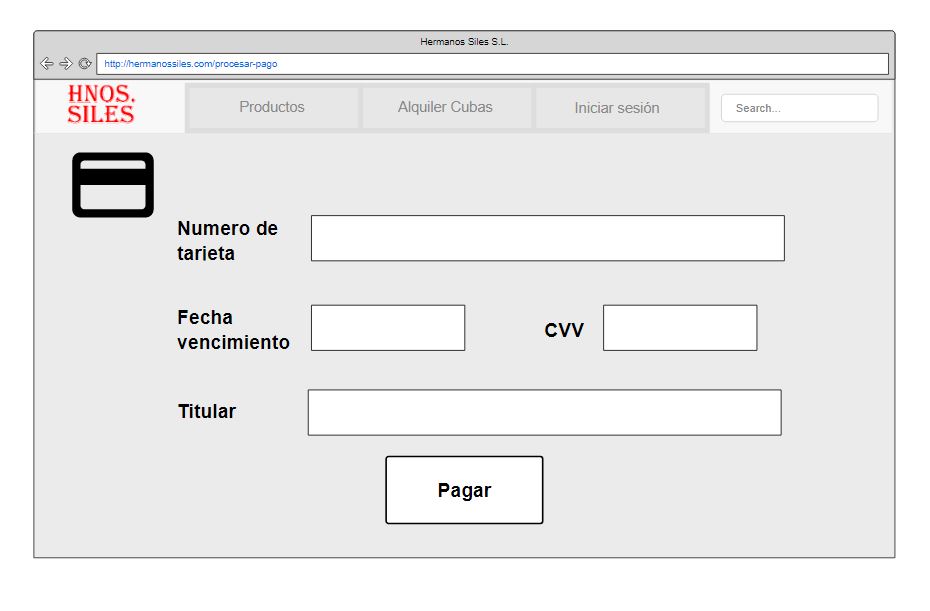 Hermanos Siles S.L.
http://hermanossiles.com/procesar-pago
HNOS.
SILES
Productos
Alquiler Cubas
Iniciar sesión
Search...
Numero de
tarjeta
Fecha
vencimiento
CVV
Titular
Pagar